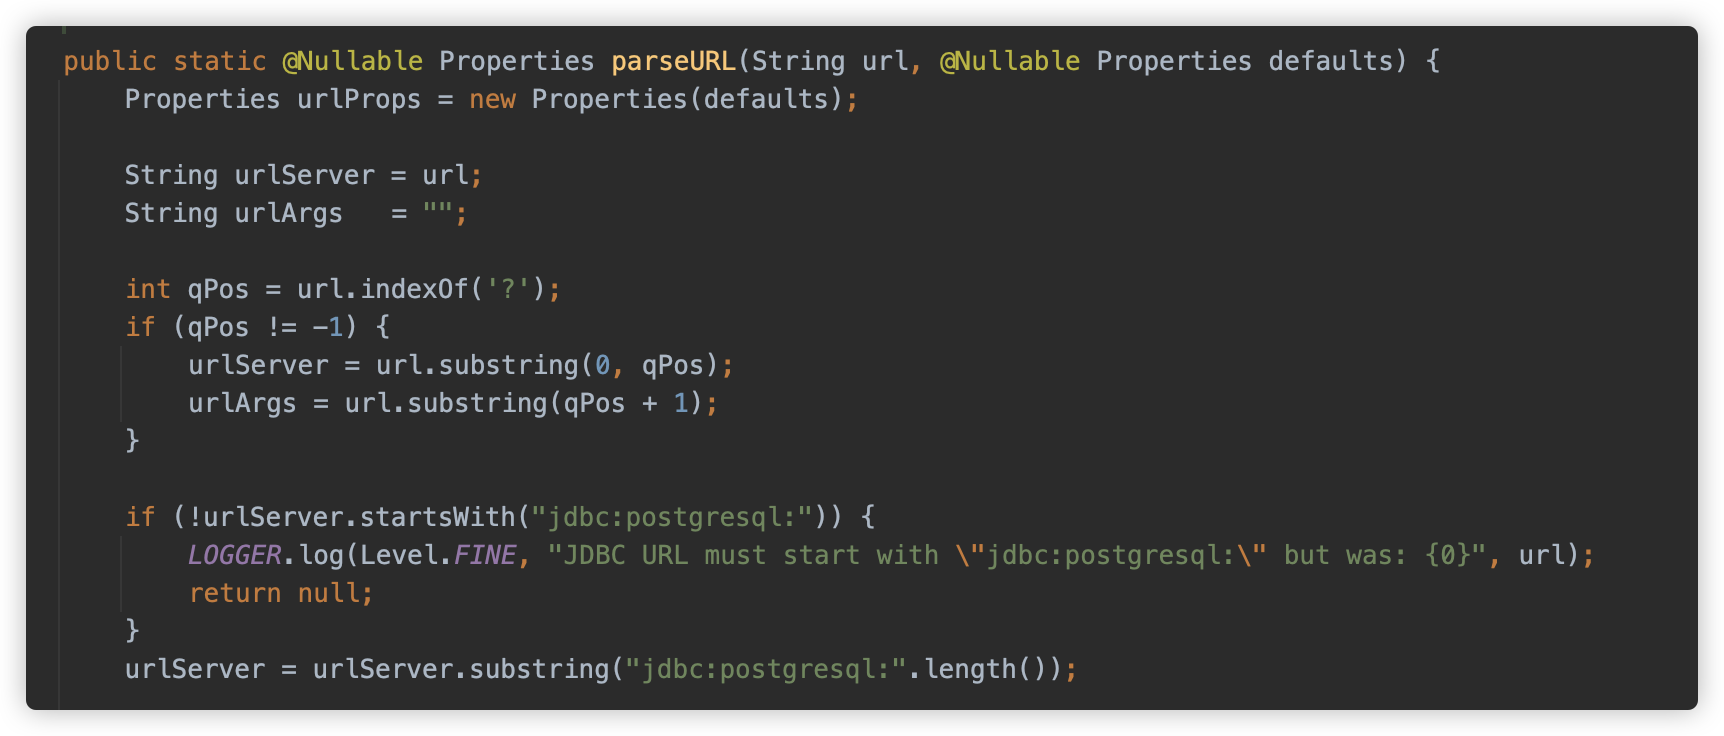 public static @Nullable Properties parseURL(String url, @Nullable Properties defaults) {
    Properties urlProps = new Properties(defaults);

    String urlServer = url;
    String urlArgs   = "";

    int qPos = url.indexOf('?');
    if (qPos != -1) {
        urlServer = url.substring(0, qPos);
        urlArgs = url.substring(qPos + 1);
    }

    if (!urlServer.startsWith("jdbc:postgresql:")) {
        LOGGER.log(Level.FINE, "JDBC URL must start with \"jdbc:postgresql:\" but was: {0}", url);
        return null;
    }
    urlServer = urlServer.substring("jdbc:postgresql:".length());